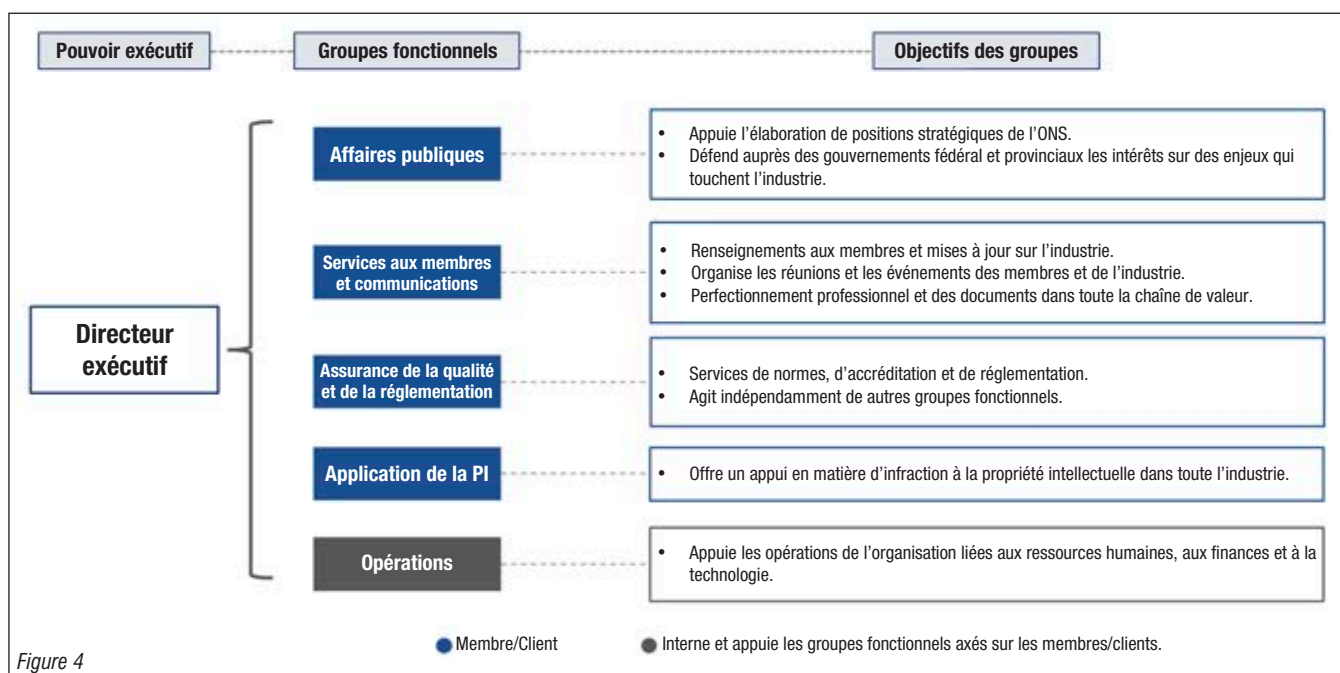 Pouvoir exécutif
Groupes fonctionnels
Objectifs des groupes
Directeur
exécutif
Affaires publiques
• Appuie l’élaboration de positions stratégiques de l’ONS.
• Défend auprès des gouvernements fédéral et provinciaux les intérêts sur des enjeux qui
touchent l’industrie.
Services aux membres
et communications
• Renseignements aux membres et mises à jour sur l’industrie.
• Organise les réunions et les événements des membres et de l’industrie.
• Perfectionnement professionnel et des documents dans toute la chaîne de valeur.
Assurance de la qualité
et de la réglementation
• Services de normes, d’accréditation et de réglementation.
• Agit indépendamment de autres groupes fonctionnels.
Application de la PI
• Offre un appui en matière d’infraction à la propriété intellectuelle dans toute l’industrie.
Opérations
• Appuie les opérations de l’organisation liées aux ressources humaines, aux finances et à la
technologie.
Membre/Client
Interne et appuie les groupes fonctionnels axés sur les membres/clients.
Figure 4